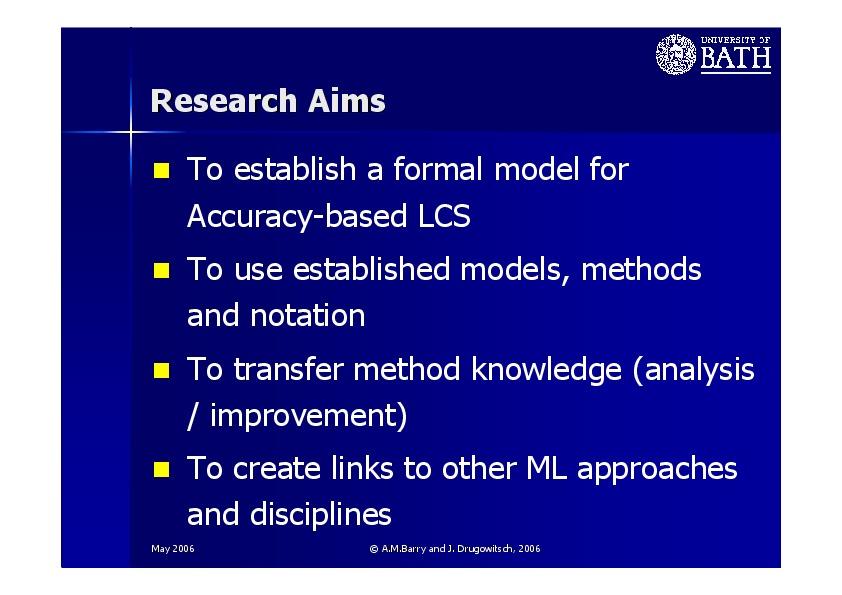 UNIVERSITY OF
BATH
Research Aims
To establish a formal model for
Accuracy-based LCS
To use established models, methods
and notation
To transfer method knowledge (analysis
/ improvement)
To create links to other ML approaches
and disciplines
May 2006
© A.M.Barry and J. Drugowitsch, 2006